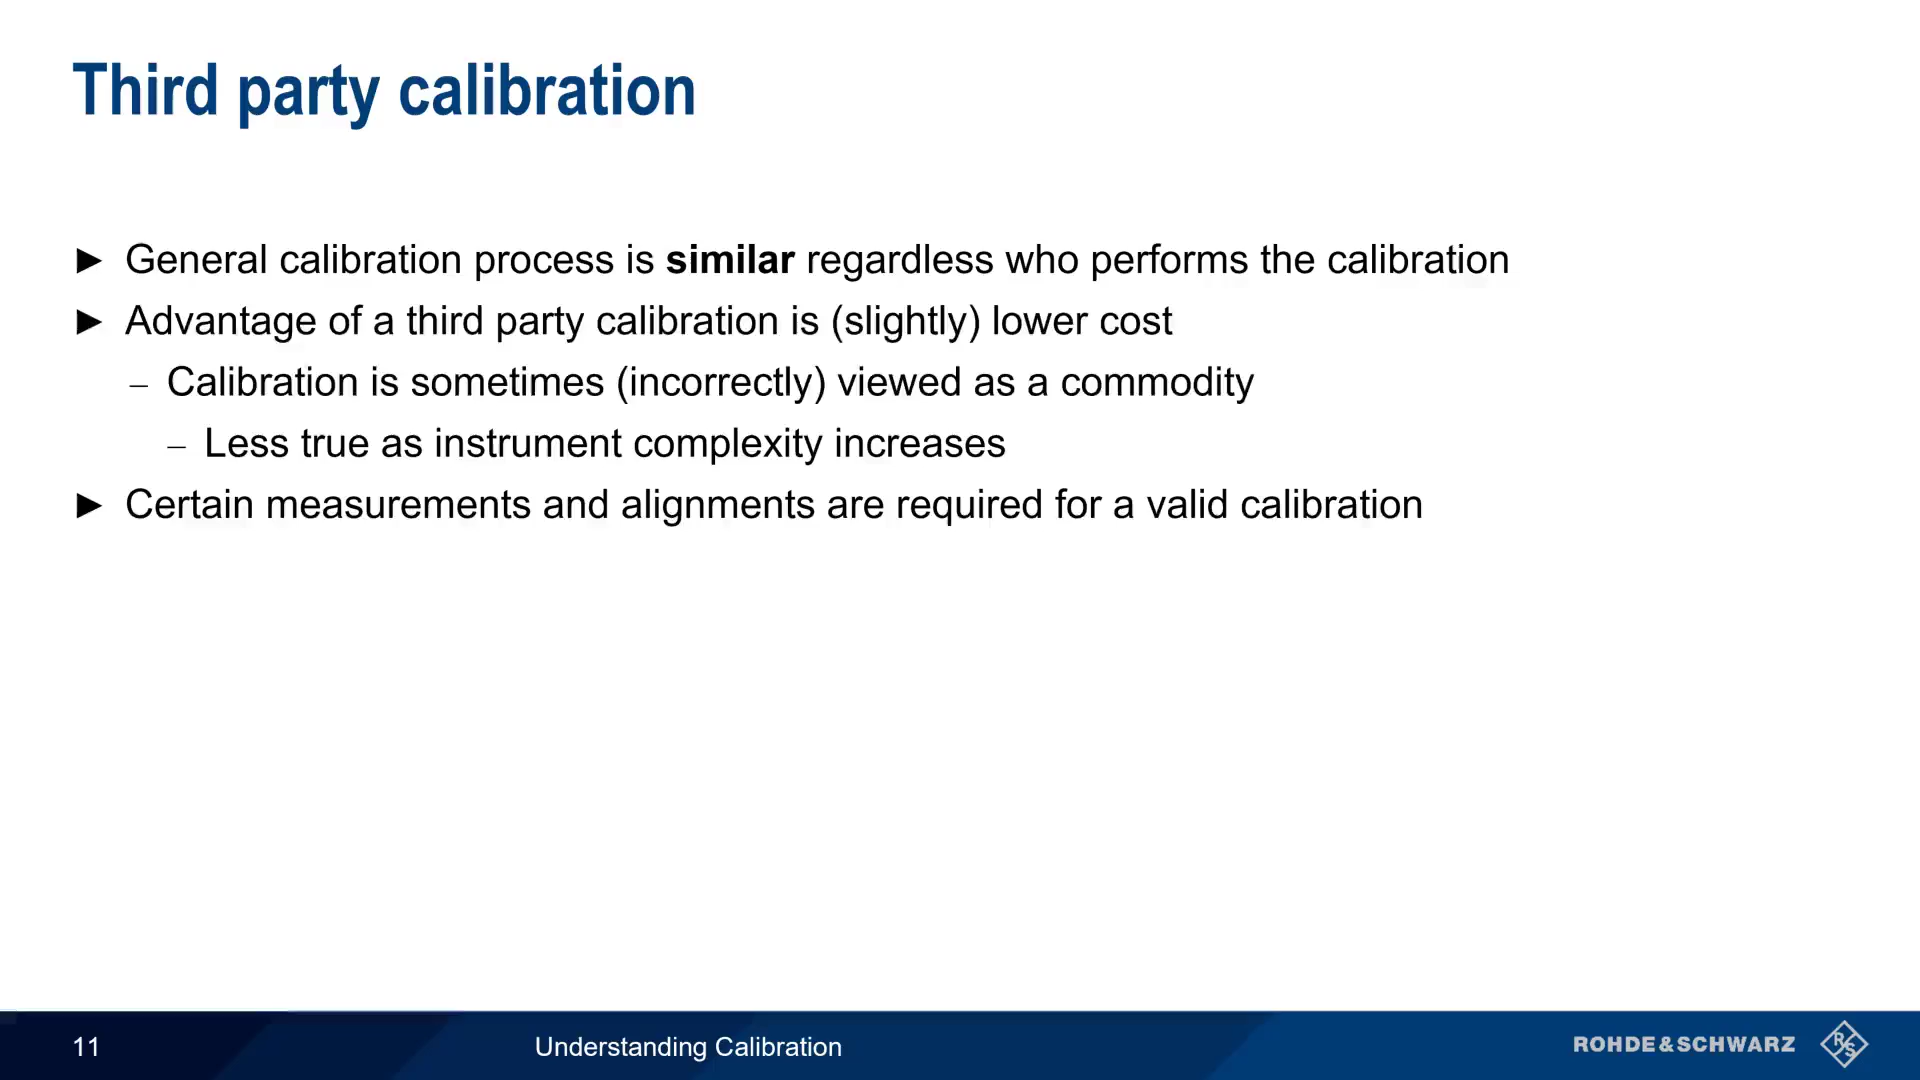 Third party calibration
► General calibration process is similar regardless who performs the calibration
► Advantage of a third party calibration is (slightly) lower cost
– Calibration is sometimes (incorrectly) viewed as a commodity
– Less true as instrument complexity increases
► Certain measurements and alignments are required for a valid calibration
11
Understanding Calibration
ROHDE&SCHWARZ
R&S